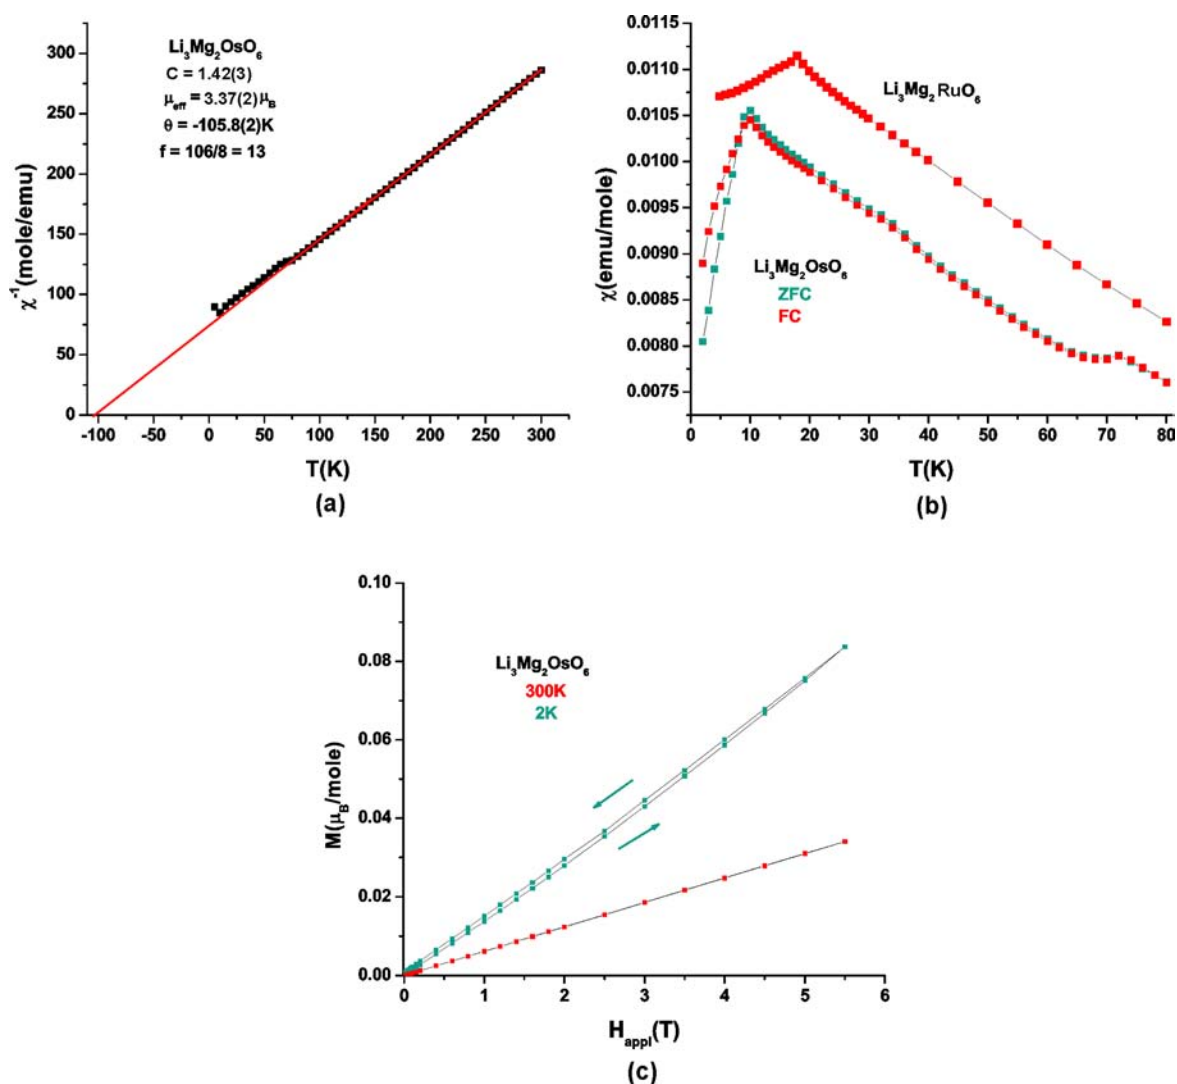 Li₃Mg₂OsO₆
C = 1.42(3)
μeff = 3.37(2)μB
θ = -105.8(2)K
f = 106/8 = 13
χ⁻¹(mole/emu)
300
250
200
150
100
50
0
-100 -50 0 50 100 150 200 250 300
T(K)
(a)
χ(emu/mole)
0.0115
0.0110
0.0105
0.0100
0.0095
0.0090
0.0085
0.0080
0.0075
Li₃Mg₂RuO₆
Li₃Mg₂OsO₆
ZFC
FC
0 10 20 30 40 50 60 70 80
T(K)
(b)
M(μB/mole)
0.10
0.08
0.06
0.04
0.02
0.00
Li₃Mg₂OsO₆
300K
2K
0 1 2 3 4 5 6
Happl(T)
(c)